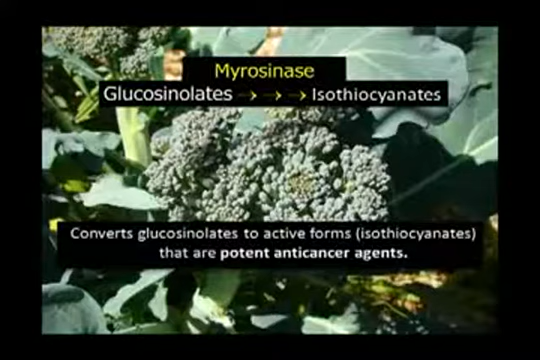 Myrosinase
Glucosinolates → → → Isothiocyanates
Converts glucosinolates to active forms (isothiocyanates)
that are potent anticancer agents.